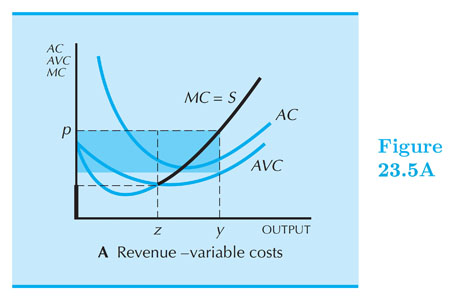 AC
AVC
MC
MC = S
AC
p
AVC
z
y
OUTPUT
A Revenue –variable costs
Figure
23.5A